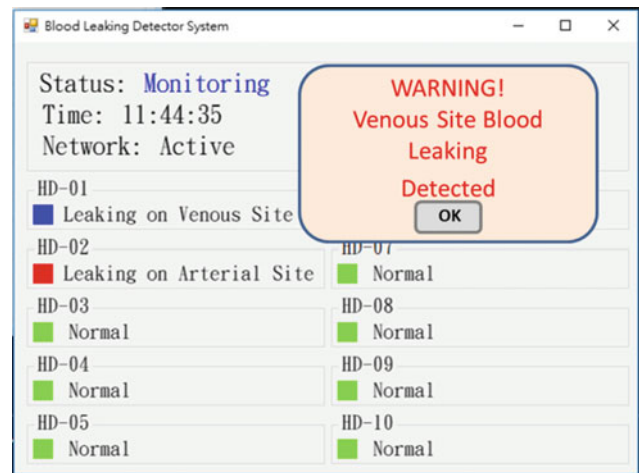 Blood Leaking Detector System
Status: Monitoring
Time: 11:44:35
Network: Active
WARNING!
Venous Site Blood
Leaking
Detected
OK
HD-01
Leaking on Venous Site
HD-02
Leaking on Arterial Site
HD-03
Normal
HD-04
Normal
HD-05
Normal
HD-07
Normal
HD-08
Normal
HD-09
Normal
HD-10
Normal